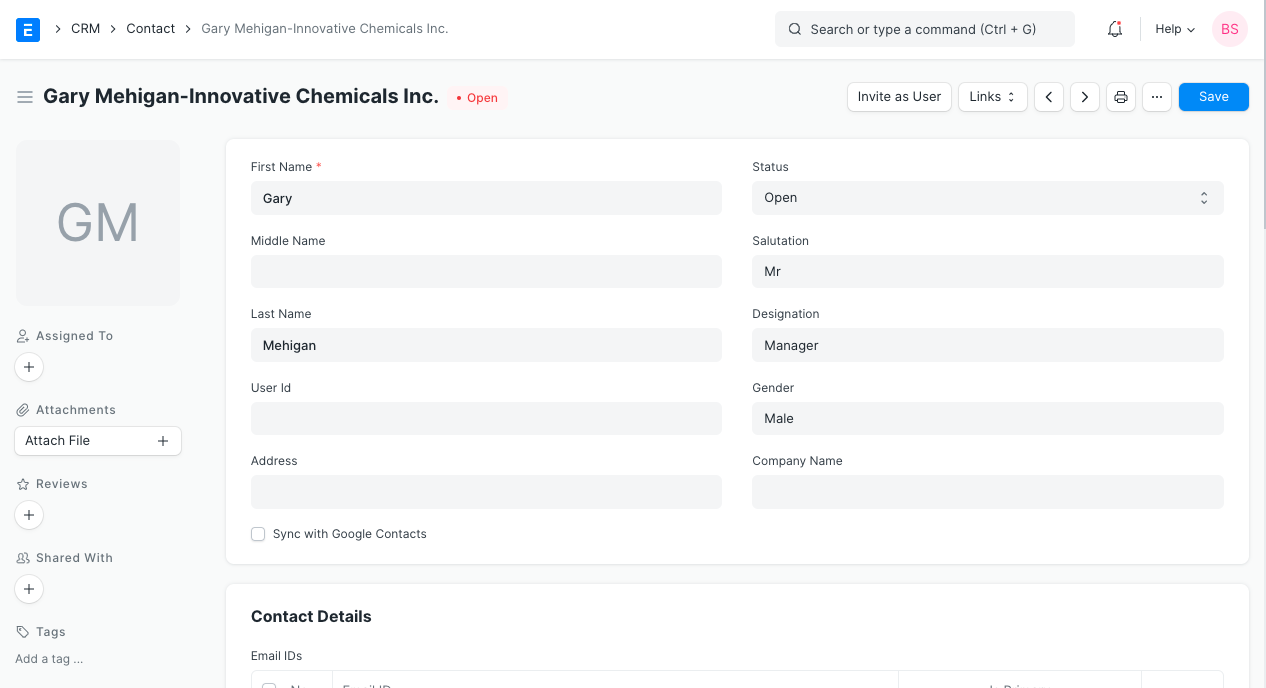 E
CRM
Contact
Gary Mehigan-Innovative Chemicals Inc.
Search or type a command (Ctrl + G)
Help
BS
Gary Mehigan-Innovative Chemicals Inc.
Open
Invite as User
Links
Save
GM
Assigned To
Attachments
Attach File
Reviews
Shared With
Tags
Add a tag ...
First Name *
Gary
Middle Name
Last Name
Mehigan
User Id
Address
Sync with Google Contacts
Status
Open
Salutation
Mr
Designation
Manager
Gender
Male
Company Name
Contact Details
Email IDs
Email ID